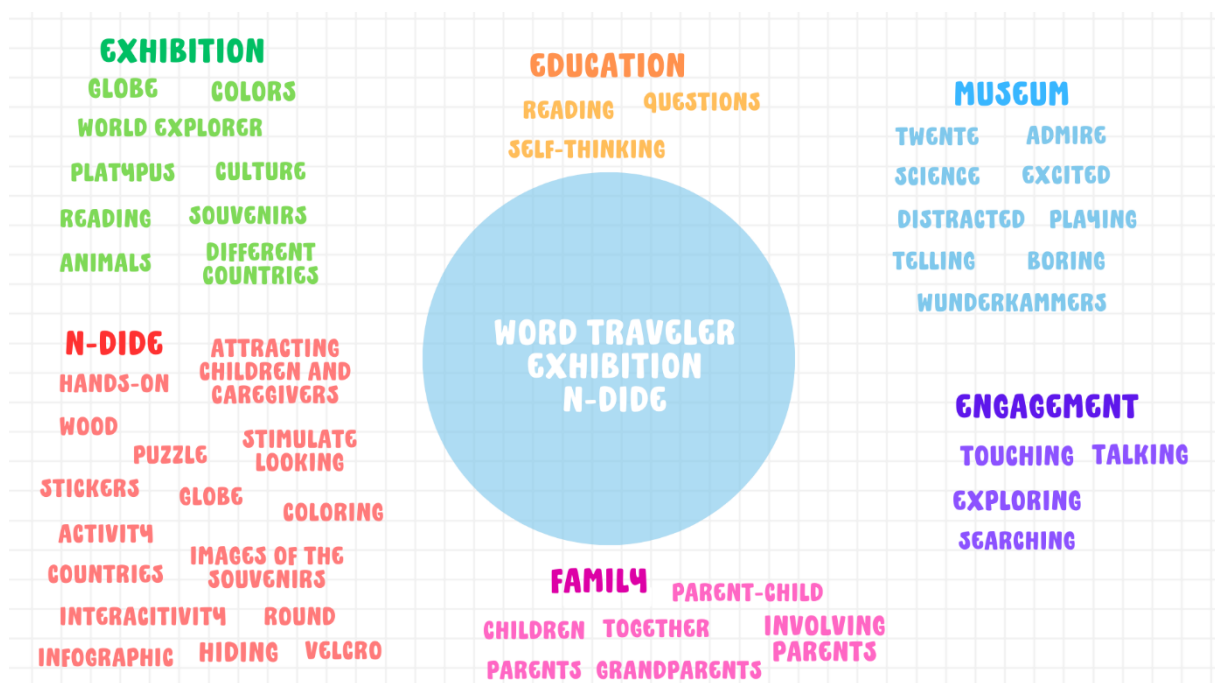 EXHIBITION
GLOBE
COLORS
WORLD EXPLORER
PLATYPUS
CULTURE
READING
SOUVENIRS
ANIMALS
DIFFERENT
COUNTRIES
EDUCATION
READING
QUESTIONS
SELF-THINKING
MUSEUM
TWENTE
ADMIRE
SCIENCE
EXCITED
DISTRACTED
PLAYING
TELLING
BORING
WUNDERKAMMERS
WORD TRAVELER
EXHIBITION
N-DIDE
N-DIDE
HANDS-ON
ATTRACTING
CHILDREN AND
CAREGIVERS
WOOD
PUZZLE
STIMULATE
LOOKING
STICKERS
GLOBE
COLORING
ACTIVITY
COUNTRIES
IMAGES OF THE
SOUVENIRS
INTERACITIVITY
ROUND
INFOGRAPHIC
HIDING
VELCRO
ENGAGEMENT
TOUCHING
TALKING
EXPLORING
SEARCHING
FAMILY
PARENT-CHILD
CHILDREN
TOGETHER
INVOLVING
PARENTS
PARENTS
GRANDPARENTS